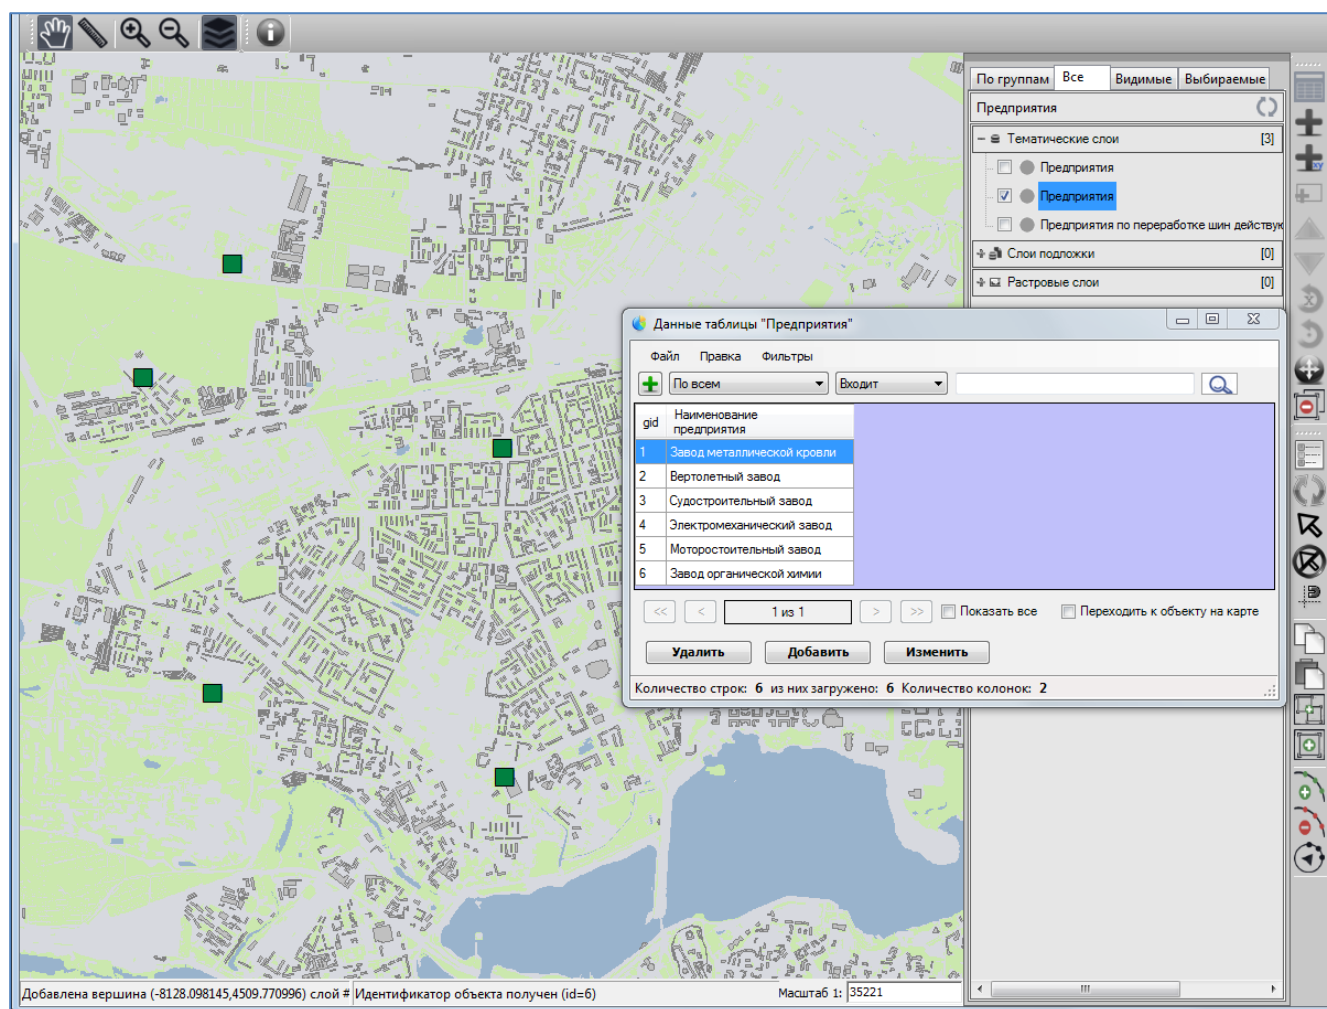 По группам Все Видимые Выбираемые
Предприятия
Тематические слои [3]
Предприятия
Предприятия
Предприятия по переработке шин действую
Слои подложки [0]
Растровые слои [0]
Данные таблицы "Предприятия"
Файл Правка Фильтры
По всем Входит
gid Наименование предприятия
1 Завод металлической кровли
2 Вертолетный завод
3 Судостроительный завод
4 Электромеханический завод
5 Моторостоительный завод
6 Завод органической химии
<< < 1 из 1 > >> Показать все Переходить к объекту на карте
Удалить Добавить Изменить
Количество строк: 6 из них загружено: 6 Количество колонок: 2
Добавлена вершина (-8128.098145,4509.770996) слой # Идентификатор объекта получен (id=6) Масштаб 1: 35221